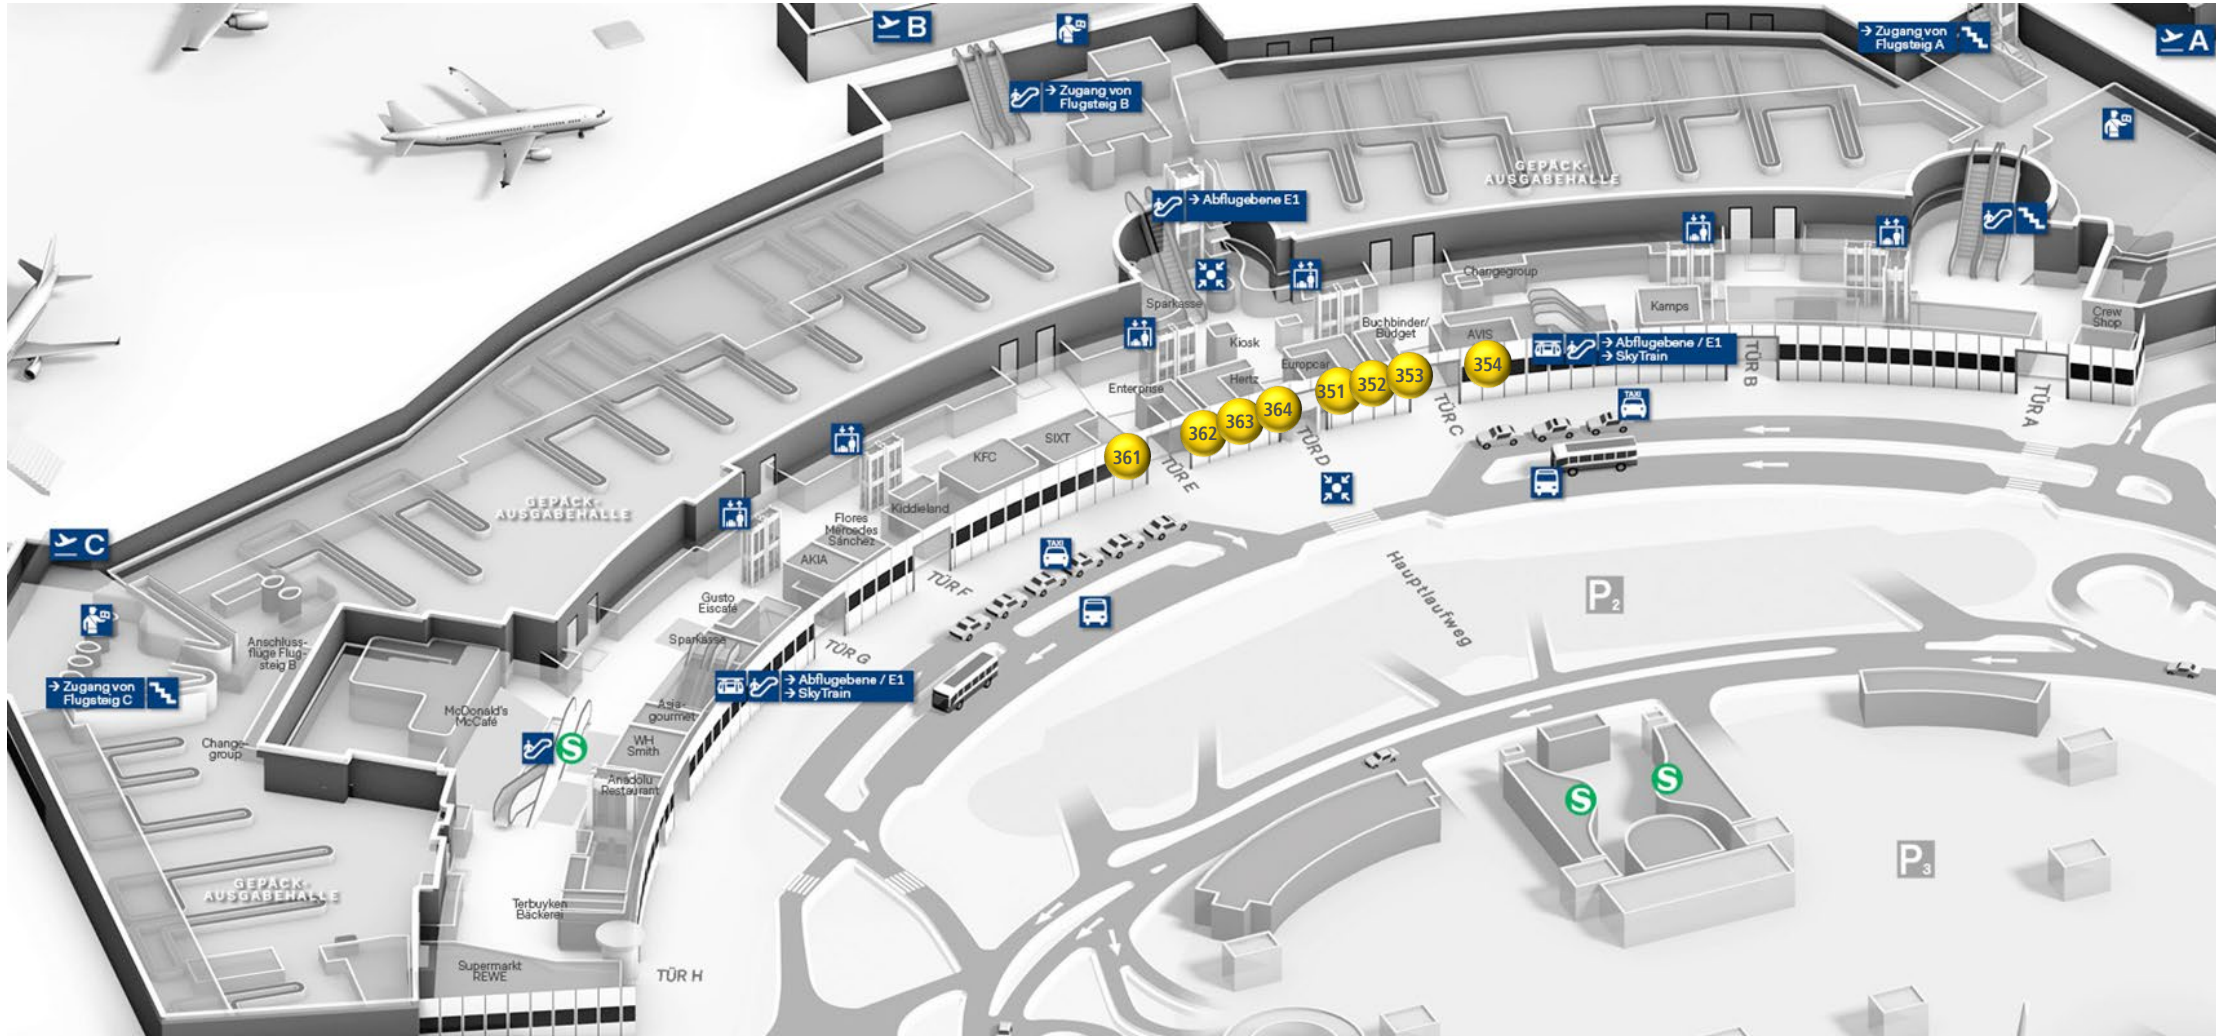 B
→ Zugang von
Flugsteig B
→ Zugang von
Flugsteig A
A
GEPÄCK-
AUSGABEHALLE
→ Abflugebene E1
Changegroup
Sparkasse
Kiosk
Buchbinder/
Budget
AVIS
Kamps
Crew
Shop
Europcar
Hertz
Enterprise
→ Abflugebene / E1
→ SkyTrain
351
352
353
354
361
362
363
364
TÜR A
TÜR B
TÜR C
TÜR D
TÜR E
TAXI
SIXT
KFC
Kiddieland
Flores
Mercedes
Sánchez
AKIA
GEPÄCK-
AUSGABEHALLE
C
TAXI
TÜR F
TÜR G
Hauptlaufweg
P2
Gusto
Eiscafé
Sparkasse
Anschluss-
flüge Flug-
steig B
→ Zugang von
Flugsteig C
→ Abflugebene / E1
→ SkyTrain
McDonald's
McCafé
Asia-
gourmet
WH
Smith
Change-
group
S
Anadolu
Restaurant
S
S
P3
GEPÄCK-
AUSGABEHALLE
Terbuyken
Bäckerei
Supermarkt
REWE
TÜR H